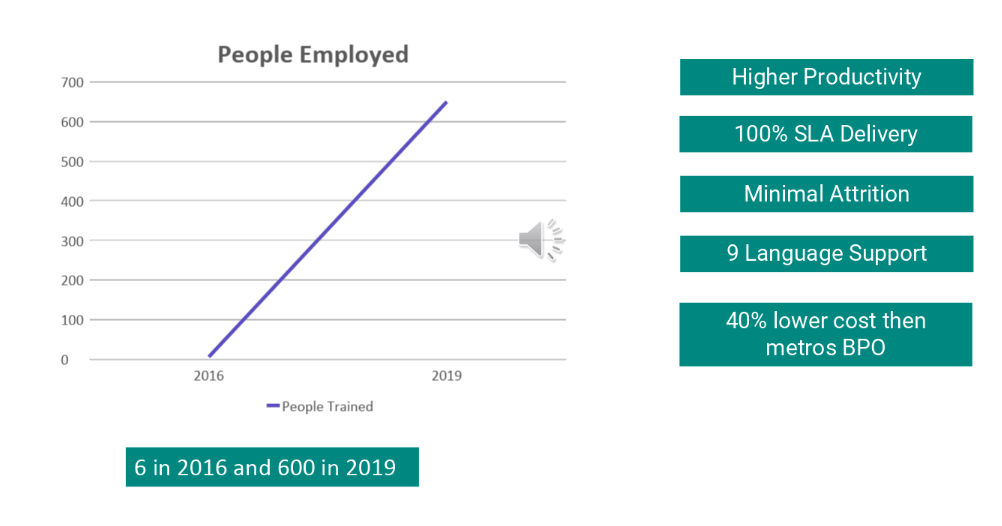 People Employed
700
600
500
400
300
200
100
0
2016
2019
People Trained
6 in 2016 and 600 in 2019
Higher Productivity
100% SLA Delivery
Minimal Attrition
9 Language Support
40% lower cost then
metros BPO